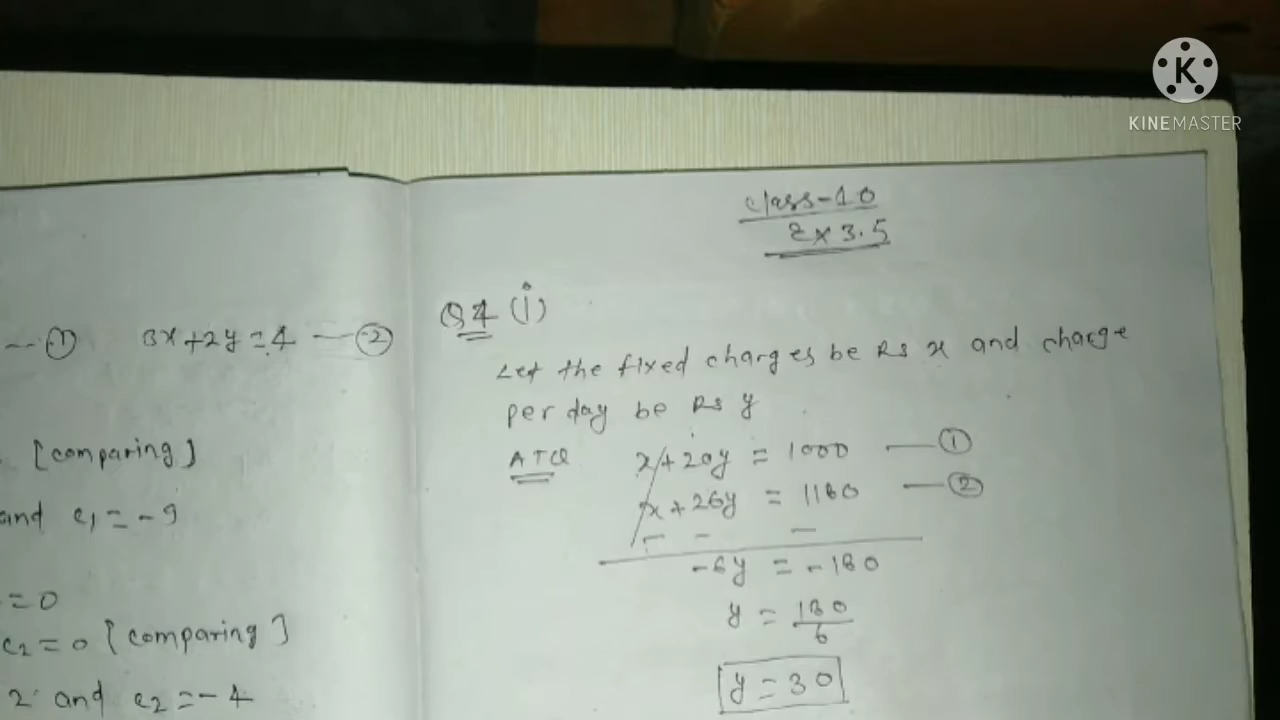 K
KINEMASTER
--- ① 3x+2y=4 — ②
[comparing]
and c₁ = -9
= 0
c₂ = 0 [comparing]
2 and c₂ = -4
Class-10
Ex 3.5
Q4 (i)
Let the fixed charges be Rs x and charge
per day be Rs y
ATQ x+20y = 1000 — ①
x+26y = 1180 — ②
- - -
-6y = -180
y = 180/6
y = 30